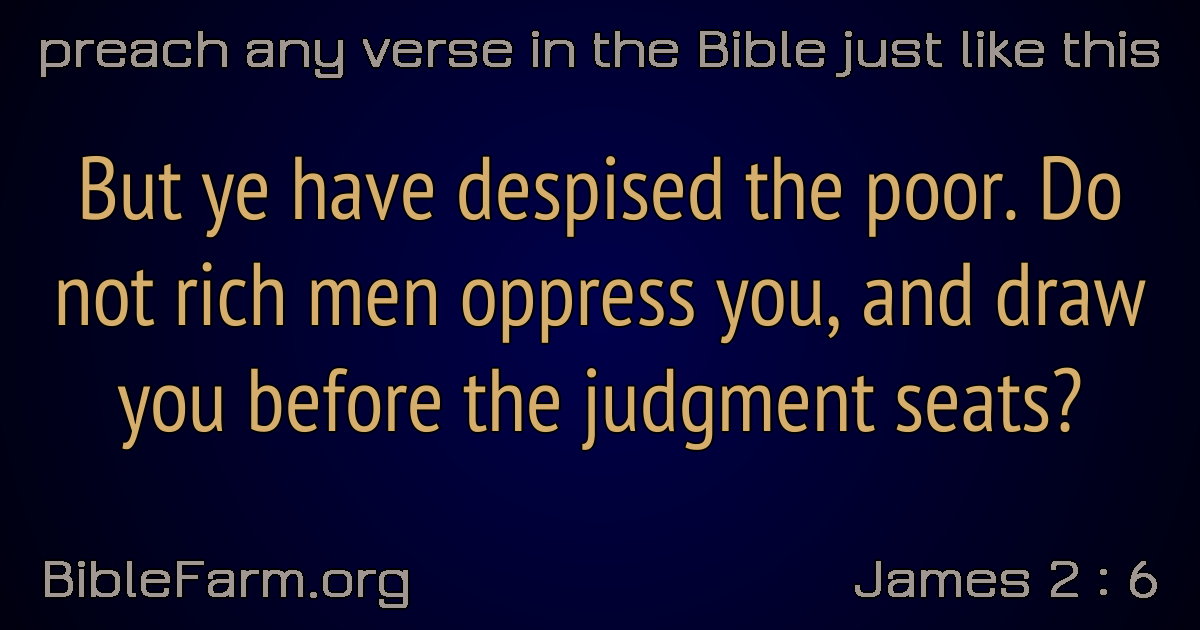 preach any verse in the Bible just like this
But ye have despised the poor. Do
not rich men oppress you, and draw
you before the judgment seats?
BibleFarm.org
James 2 : 6